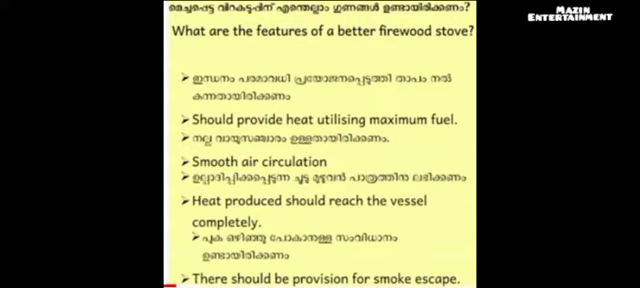 മെച്ചപ്പെട്ട വിറകടുപ്പിന് എന്തെല്ലാം ഗുണങ്ങൾ ഉണ്ടായിരിക്കണം?
MAZIN
ENTERTAINMENT
What are the features of a better firewood stove?
➤ ഇന്ധനം പരമാവധി പ്രയോജനപ്പെടുത്തി താപം നൽ
കുന്നതായിരിക്കണം
➤ Should provide heat utilising maximum fuel.
➤ നല്ല വായുസഞ്ചാരം ഉള്ളതായിരിക്കണം.
➤ Smooth air circulation
➤ ഉല്പാദിപ്പിക്കപ്പെടുന്ന ചൂടു മുഴുവൻ പാത്രത്തിനു ലഭിക്കണം
➤ Heat produced should reach the vessel
completely.
➤ പുക ഒഴിഞ്ഞു പോകാനുള്ള സംവിധാനം
ഉണ്ടായിരിക്കണം
➤ There should be provision for smoke escape.